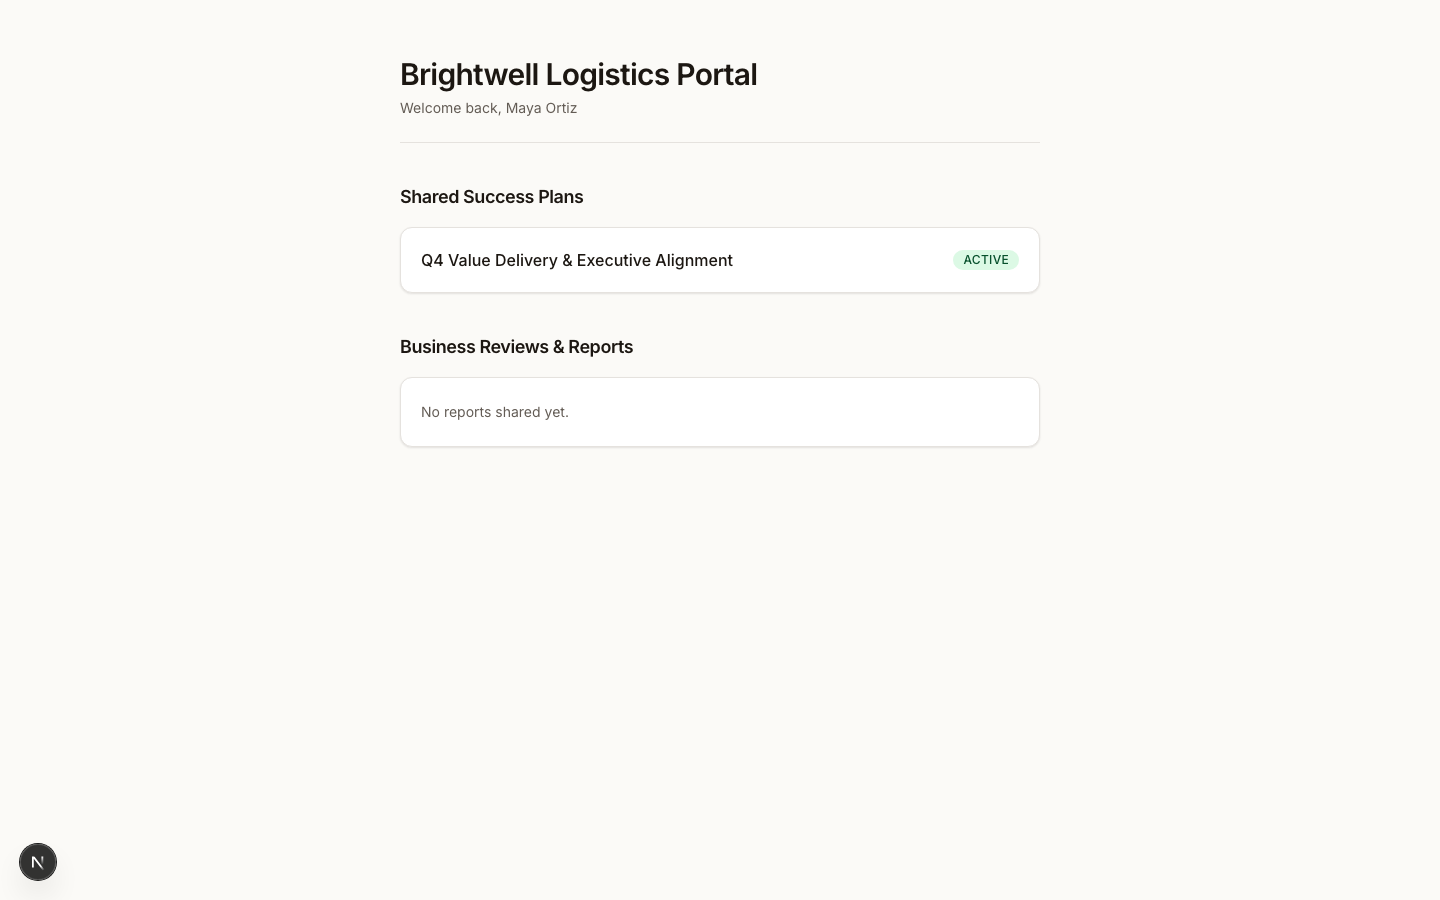 Brightwell Logistics Portal
Welcome back, Maya Ortiz
Shared Success Plans
Q4 Value Delivery & Executive Alignment
ACTIVE
Business Reviews & Reports
No reports shared yet.
N